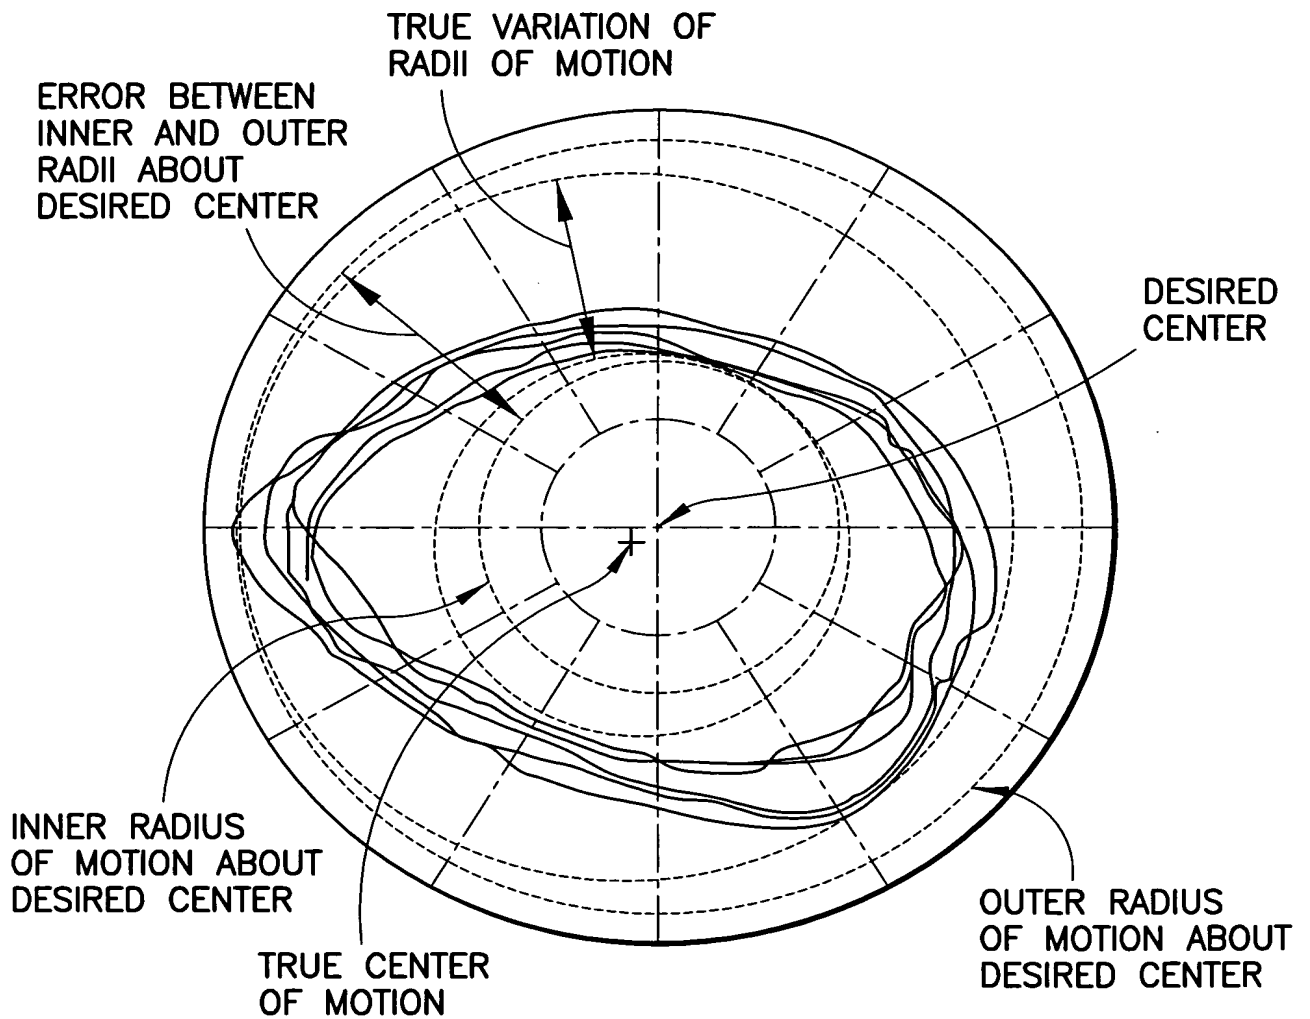 TRUE VARIATION OF
RADII OF MOTION
ERROR BETWEEN
INNER AND OUTER
RADII ABOUT
DESIRED CENTER
DESIRED
CENTER
INNER RADIUS
OF MOTION ABOUT
DESIRED CENTER
TRUE CENTER
OF MOTION
OUTER RADIUS
OF MOTION ABOUT
DESIRED CENTER